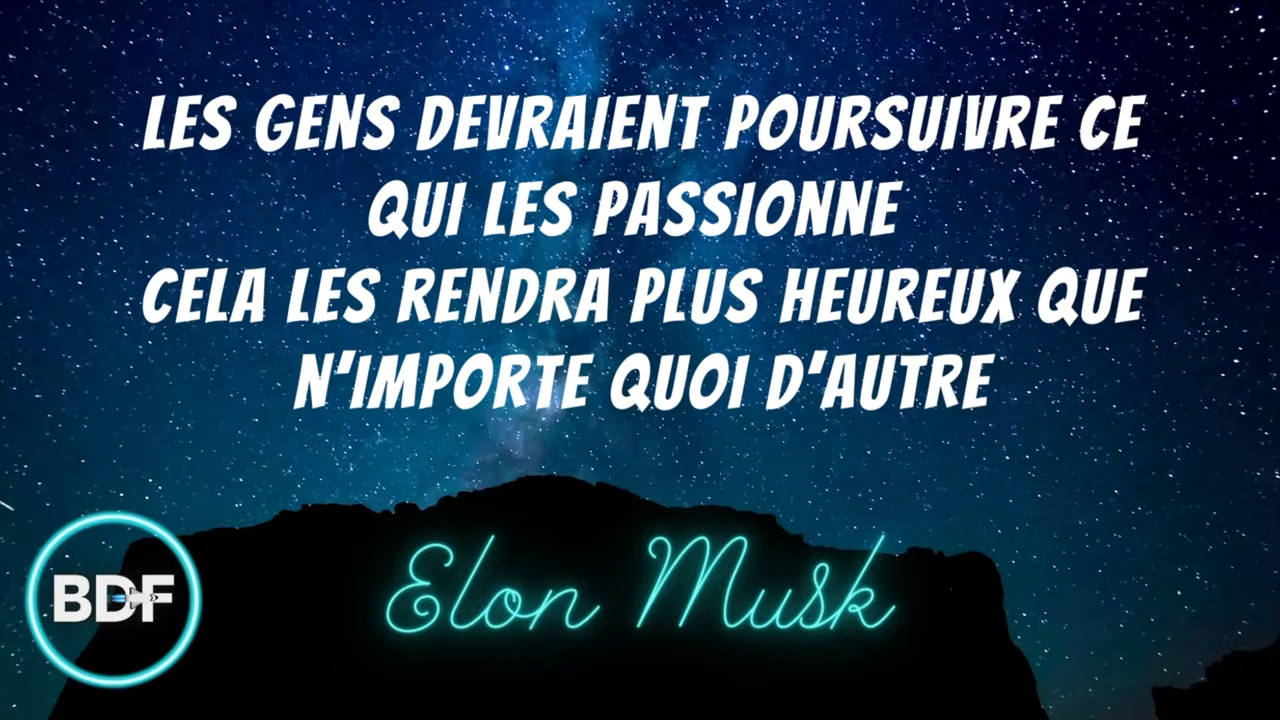 LES GENS DEVRAIENT POURSUIVRE CE
QUI LES PASSIONNE
CELA LES RENDRA PLUS HEUREUX QUE
N'IMPORTE QUOI D'AUTRE
Elon Musk
BDF